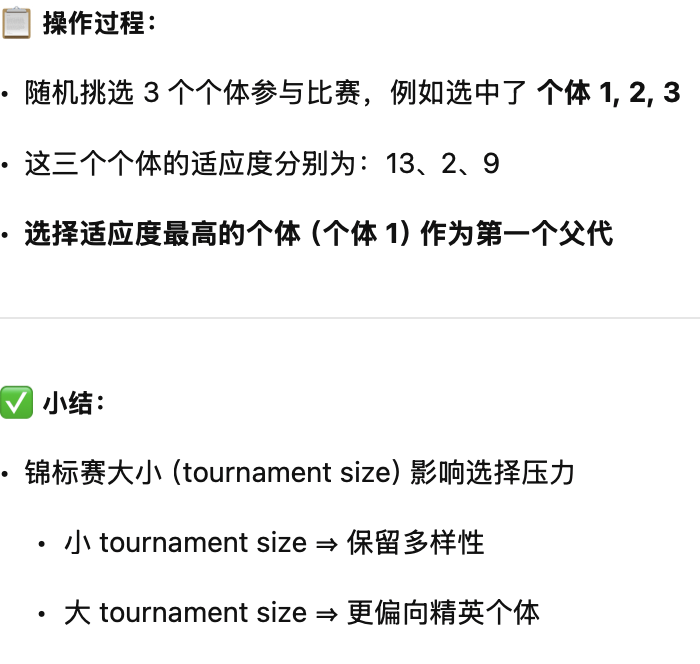 📋 操作过程：
• 随机挑选 3 个个体参与比赛，例如选中了 个体 1, 2, 3
• 这三个个体的适应度分别为：13、2、9
• 选择适应度最高的个体（个体 1）作为第一个父代
✅ 小结：
• 锦标赛大小（tournament size）影响选择压力
• 小 tournament size ⇒ 保留多样性
• 大 tournament size ⇒ 更偏向精英个体